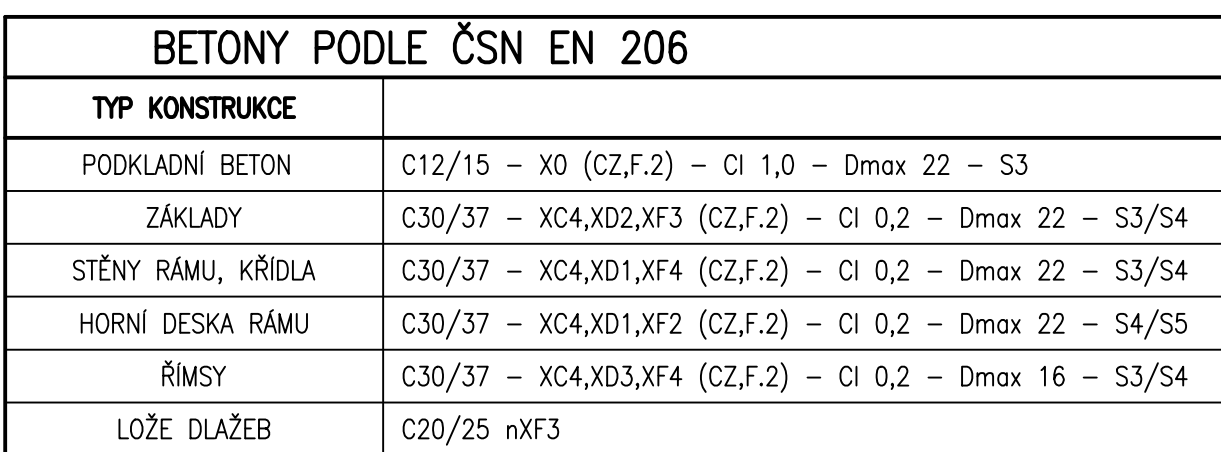 BETONY PODLE ČSN EN 206
TYP KONSTRUKCE
PODKLADNÍ BETON C12/15 – X0 (CZ,F.2) – Cl 1,0 – Dmax 22 – S3
ZÁKLADY C30/37 – XC4,XD2,XF3 (CZ,F.2) – Cl 0,2 – Dmax 22 – S3/S4
STĚNY RÁMU, KŘÍDLA C30/37 – XC4,XD1,XF4 (CZ,F.2) – Cl 0,2 – Dmax 22 – S3/S4
HORNÍ DESKA RÁMU C30/37 – XC4,XD1,XF2 (CZ,F.2) – Cl 0,2 – Dmax 22 – S4/S5
ŘÍMSY C30/37 – XC4,XD3,XF4 (CZ,F.2) – Cl 0,2 – Dmax 16 – S3/S4
LOŽE DLAŽEB C20/25 nXF3